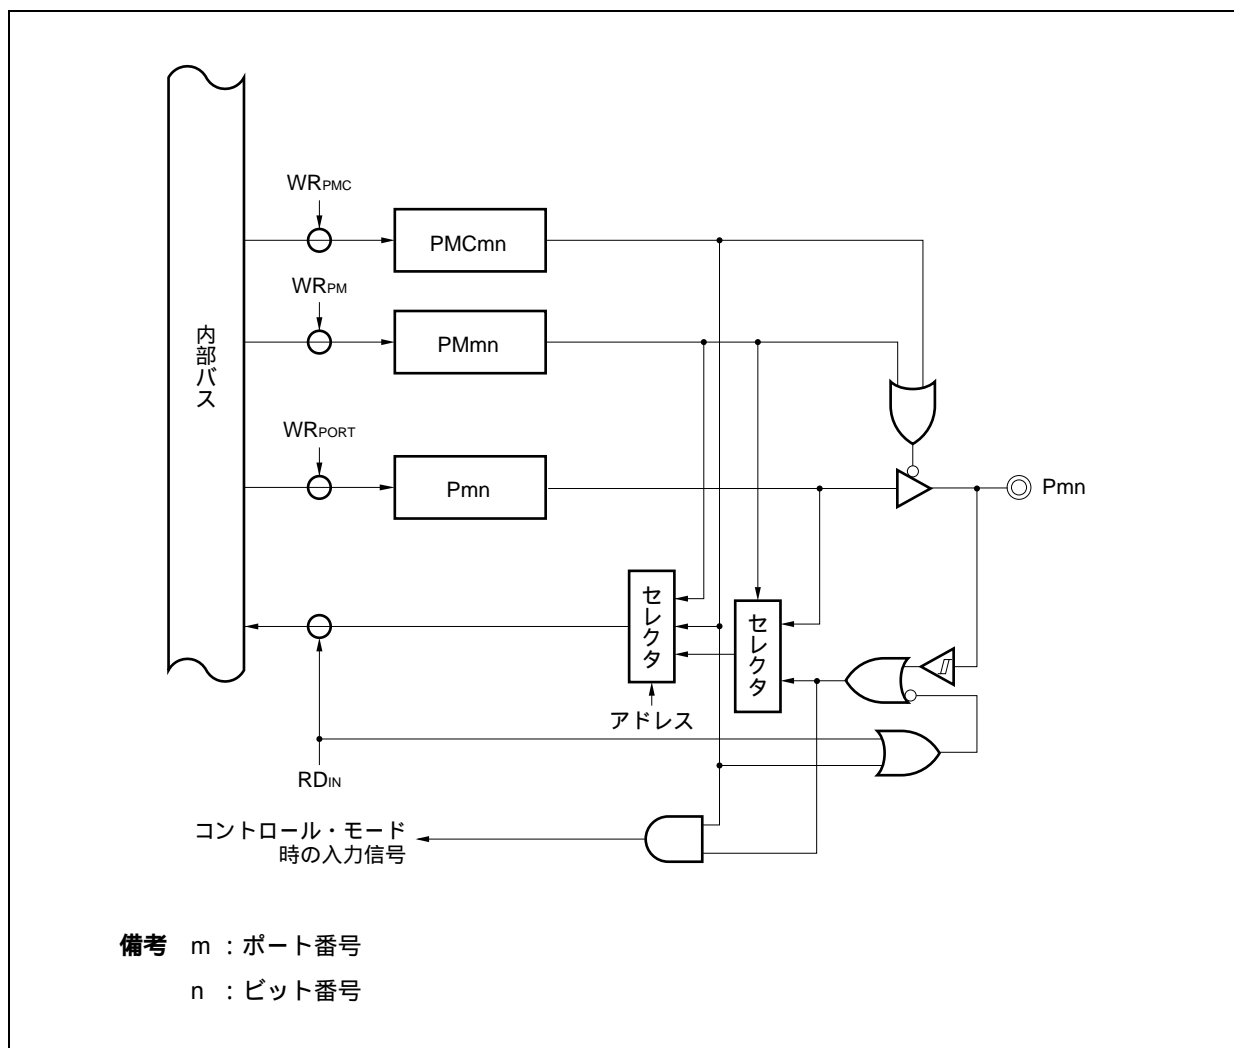 WRPMC
PMCmn
WRPM
PMmn
内部バス
WRPORT
Pmn
Pmn
セレクタ
セレクタ
アドレス
RDIN
コントロール・モード
時の入力信号
備考 m : ポート番号
n : ビット番号